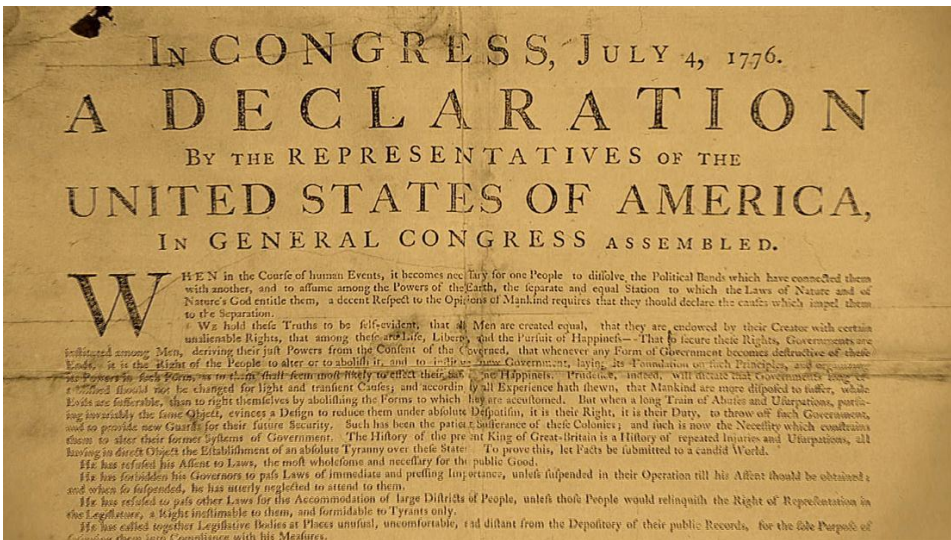 IN CONGRESS, JULY 4, 1776.
A DECLARATION
BY THE REPRESENTATIVES OF THE
UNITED STATES OF AMERICA,
IN GENERAL CONGRESS ASSEMBLED.
WHEN in the Courſe of human Events, it becomes neceſſary for one People to diſſolve the Political Bands which have connected them
with another, and to aſſume among the Powers of the Earth, the ſeparate and equal Station to which the Laws of Nature and of
Nature's God entitle them, a decent Reſpect to the Opinions of Mankind requires that they ſhould declare the cauſes which impel them
to the Separation.
WE hold theſe Truths to be ſelf-evident, that all Men are created equal, that they are endowed by their Creator with certain
unalienable Rights, that among theſe are Life, Liberty, and the Purſuit of Happineſs—-That to ſecure theſe Rights, Governments are
inſtituted among Men, deriving their juſt Powers from the Conſent of the Governed, that whenever any Form of Government becomes deſtructive of theſe
Ends, it is the Right of the People to alter or to aboliſh it, and to inſtitute new Government, laying its Foundation on ſuch Principles, and organizing
its Powers in ſuch Form, as to them ſhall ſeem moſt likely to effect their Happineſs. Prudence, indeed, will dictate that Governments long
ſhould not be changed for light and tranſient Cauſes; and accordingly all Experience hath ſhewn, that Mankind are more diſpoſed to ſuffer, while
Evils are ſufferable, than to right themſelves by aboliſhing the Forms to which they are accuſtomed. But when a long Train of Abuſes and Uſurpations, purſu-
ing invariably the ſame Object, evinces a Deſign to reduce them under abſolute Deſpotiſm, it is their Right, it is their Duty, to throw off ſuch Government,
and to provide new Guards for their future Security. Such has been the patient Sufferance of theſe Colonies; and ſuch is now the Neceſſity which conſtrains
them to alter their former Syſtems of Government. The Hiſtory of the preſent King of Great-Britain is a Hiſtory of repeated Injuries and Uſurpations, all
having in direct Object the Eſtabliſhment of an abſolute Tyranny over theſe States. To prove this, let Facts be ſubmitted to a candid World.
HE has refuſed his Aſſent to Laws, the moſt wholeſome and neceſſary for the public Good.
HE has forbidden his Governors to paſs Laws of immediate and preſſing Importance, unleſs ſuſpended in their Operation till his Aſſent ſhould be obtained;
and when ſo ſuſpended, he has utterly neglected to attend to them.
HE has refuſed to paſs other Laws for the Accommodation of large Diſtricts of People, unleſs thoſe People would relinquiſh the Right of Repreſentation in
the Legiſlature, a Right ineſtimable to them, and formidable to Tyrants only.
HE has called together Legiſlative Bodies at Places unuſual, uncomfortable, and diſtant from the Depoſitory of their public Records, for the ſole Purpoſe of
them into Compliance with his Meaſures.